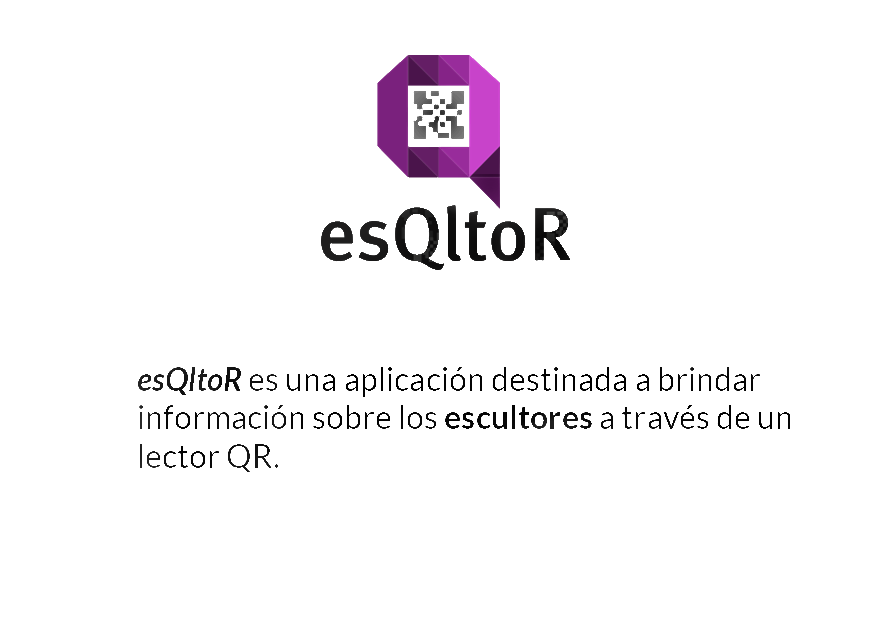 esQltoR
esQltoR es una aplicación destinada a brindar
información sobre los escultores a través de un
lector QR.